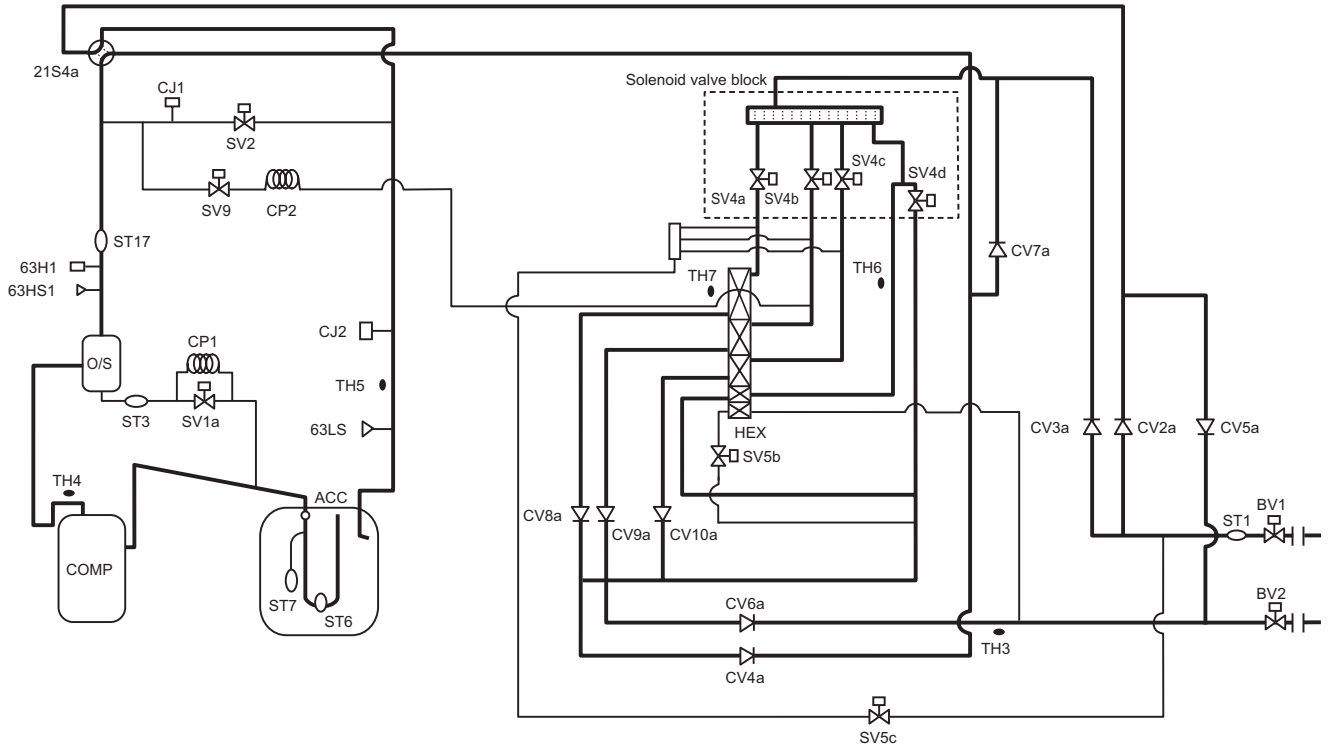 21S4a
CJ1
Solenoid valve block
SV2
SV4c
SV4a
SV4b
SV4d
SV9
CP2
ST17
63H1
63HS1
TH7
TH6
CV7a
CJ2
CP1
O/S
TH5
ST3
SV1a
63LS
HEX
CV3a
CV2a
CV5a
SV5b
TH4
ACC
CV8a
CV9a
CV10a
ST1
BV1
COMP
ST7
ST6
CV6a
BV2
TH3
CV4a
SV5c